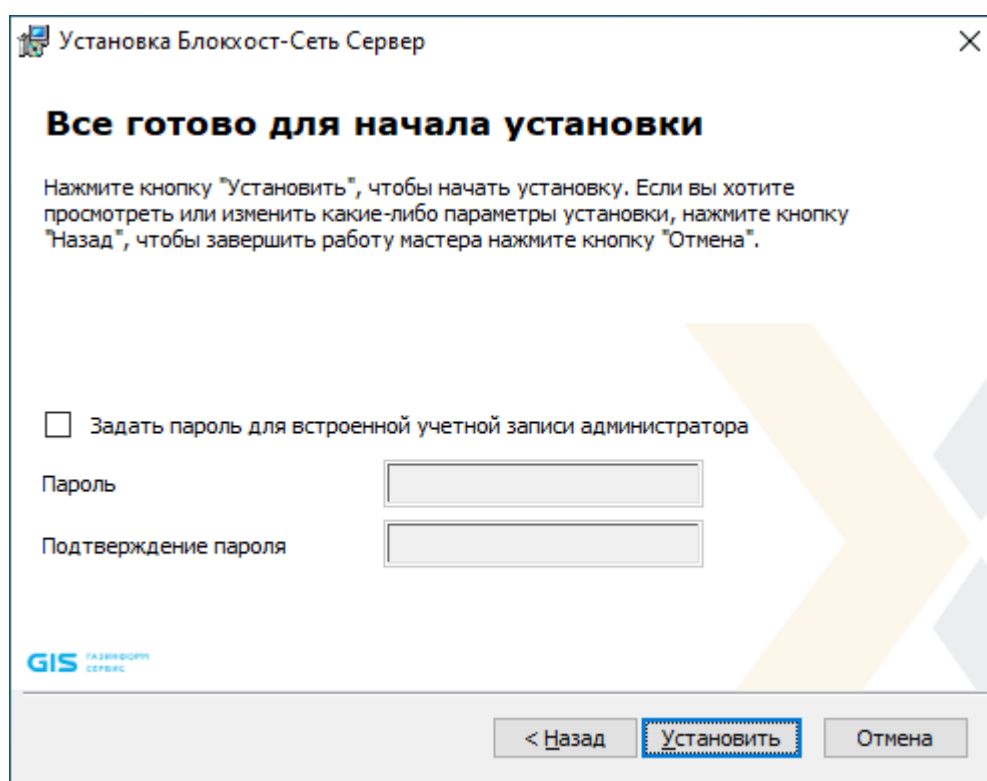 Установка Блокхост-Сеть Сервер
Все готово для начала установки
Нажмите кнопку "Установить", чтобы начать установку. Если вы хотите
просмотреть или изменить какие-либо параметры установки, нажмите кнопку
"Назад", чтобы завершить работу мастера нажмите кнопку "Отмена".
Задать пароль для встроенной учетной записи администратора
Пароль
Подтверждение пароля
GIS ГАЗИНФОРМ
СЕРВИС
< Назад Установить Отмена